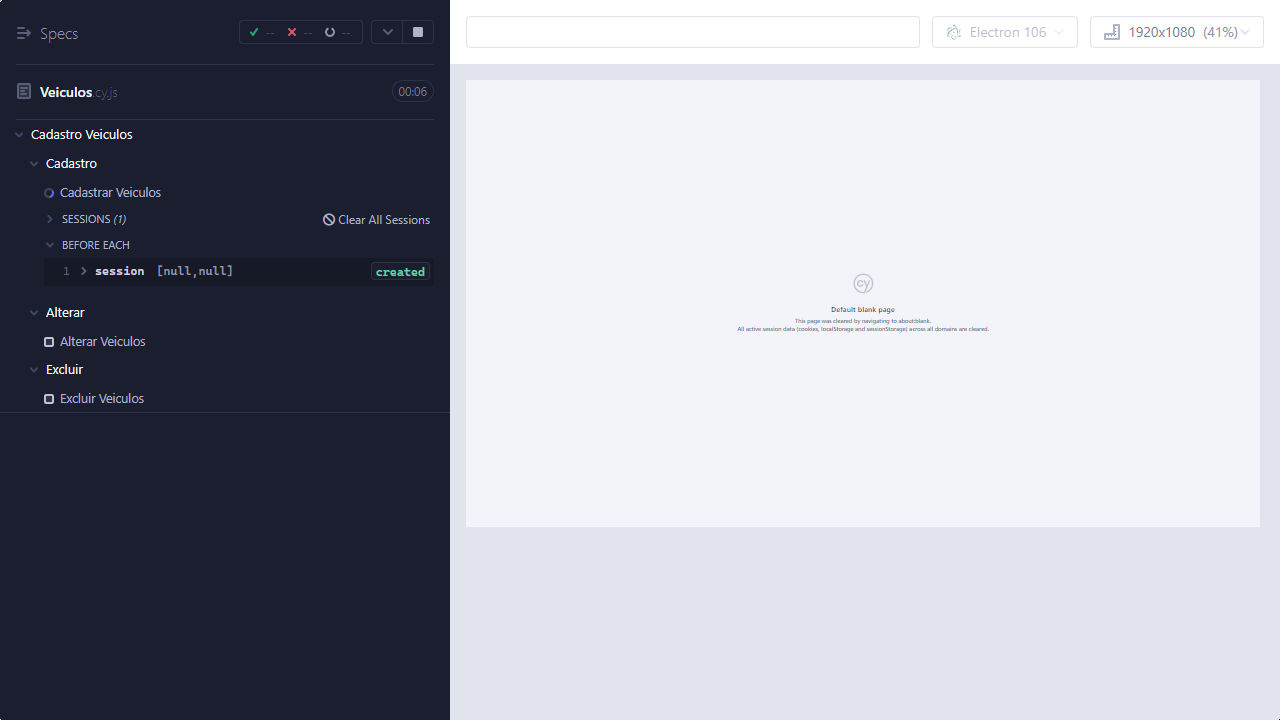 Specs
-- -- --
Veiculos.cy.js
00:06
Cadastro Veiculos
Cadastro
Cadastrar Veiculos
SESSIONS (1)
Clear All Sessions
BEFORE EACH
1 session [null,null] created
Alterar
Alterar Veiculos
Excluir
Excluir Veiculos
Electron 106
1920x1080 (41%)
cy
Default blank page
This page was cleared by navigating to about:blank.
All active session data (cookies, localStorage and sessionStorage) across all domains are cleared.